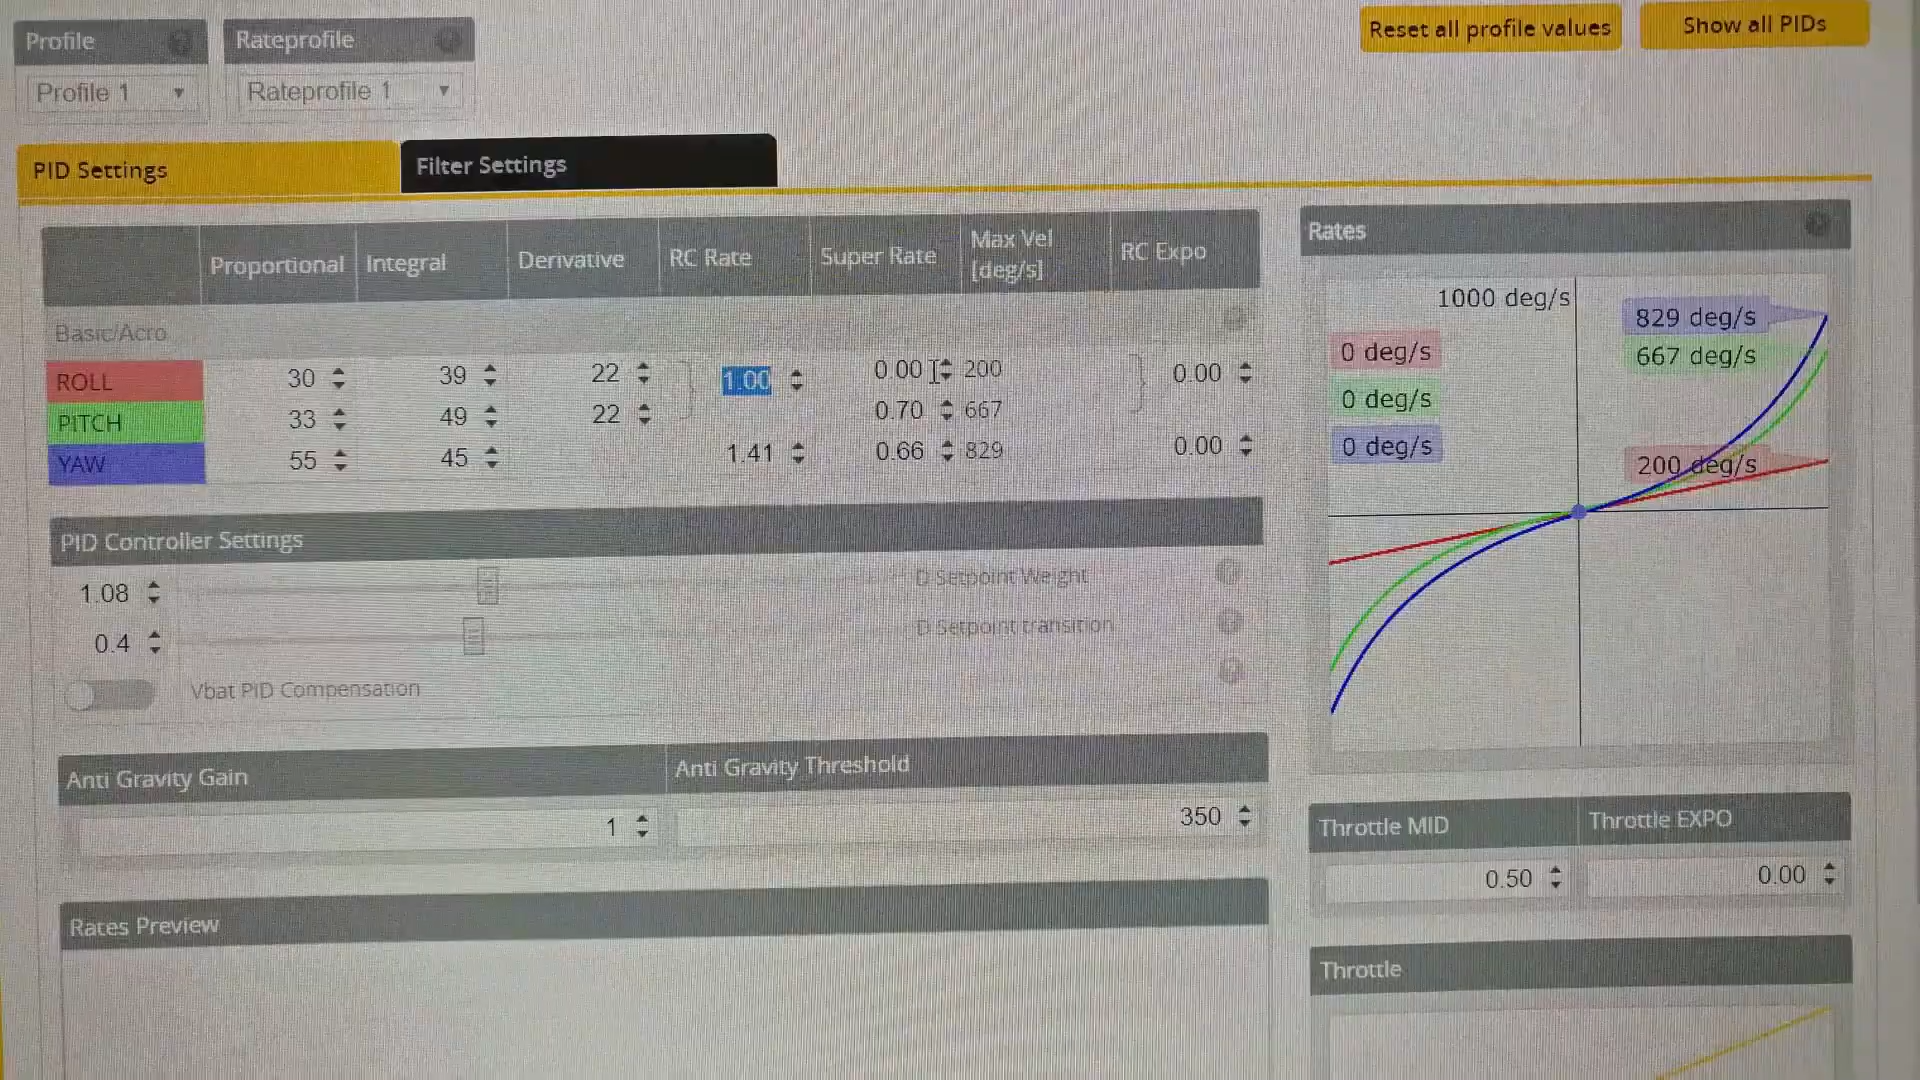 Profile
Rateprofile
Reset all profile values
Show all PIDs
Profile 1
Rateprofile 1
PID Settings
Filter Settings
Proportional Integral Derivative RC Rate Super Rate Max Vel [deg/s] RC Expo
Basic/Acro
ROLL 30 39 22 1.00 0.00 200 0.00
PITCH 33 49 22 0.70 667
YAW 55 45 1.41 0.66 829 0.00
Rates
1000 deg/s
829 deg/s
0 deg/s
667 deg/s
0 deg/s
0 deg/s
200 deg/s
PID Controller Settings
1.08 D Setpoint Weight
0.4 D Setpoint transition
Vbat PID Compensation
Anti Gravity Gain
Anti Gravity Threshold
1
350
Throttle MID
Throttle EXPO
0.50
0.00
Rates Preview
Throttle